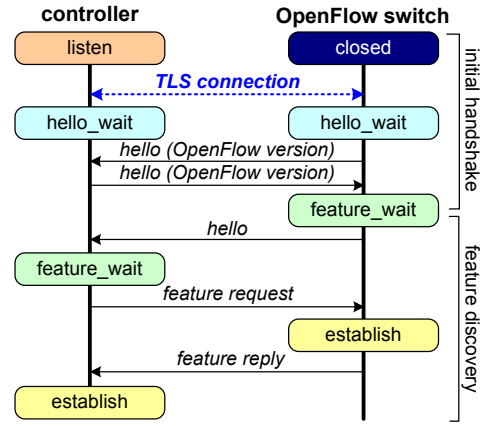 controller
OpenFlow switch
listen
closed
TLS connection
hello_wait
hello_wait
hello (OpenFlow version)
hello (OpenFlow version)
feature_wait
hello
feature_wait
feature request
establish
feature reply
establish
initial handshake
feature discovery